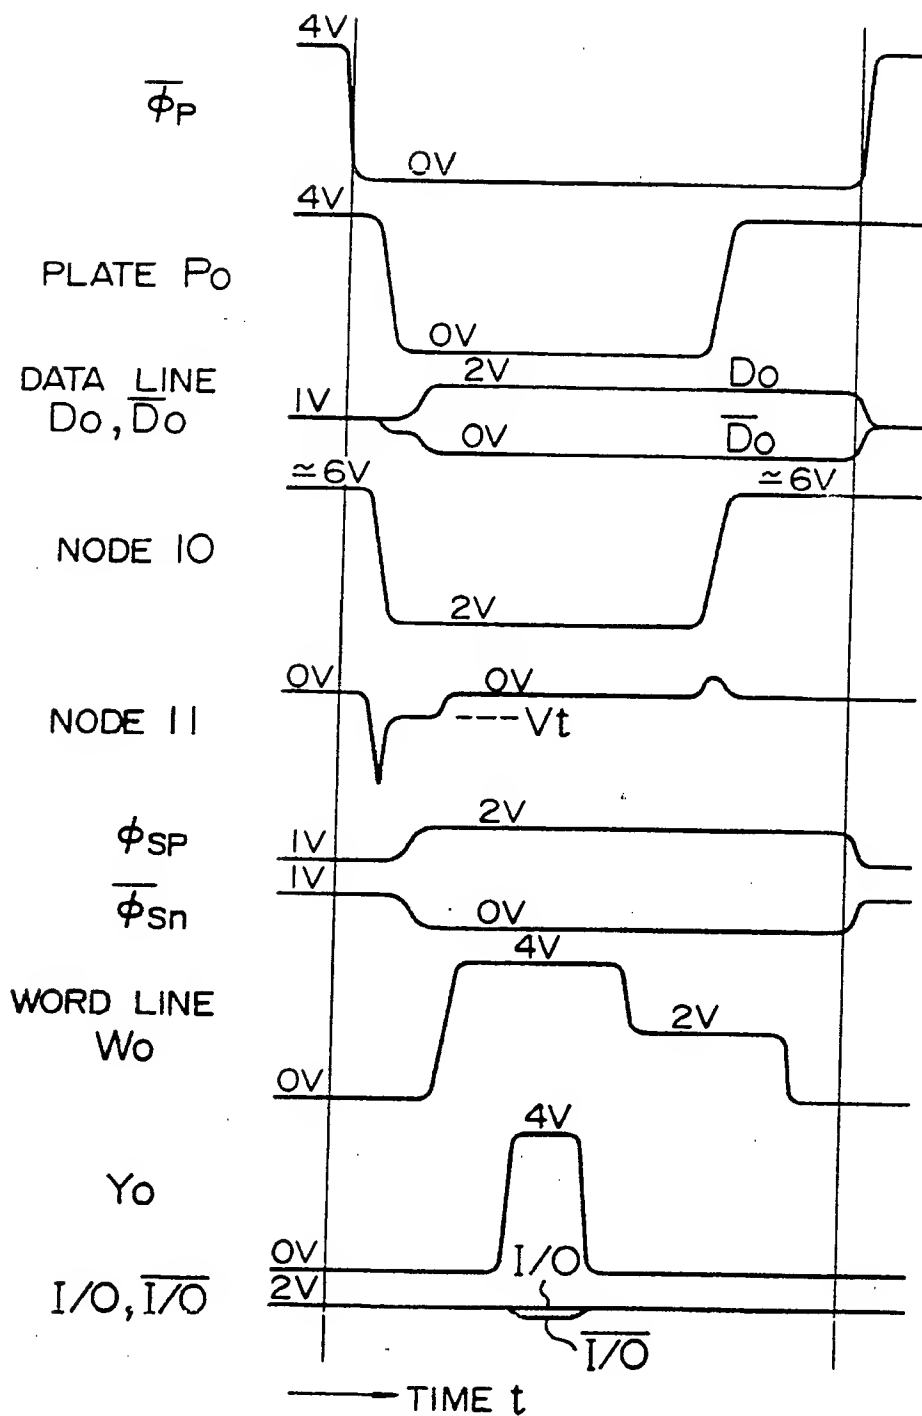 4V
φ̅P
0V
4V
PLATE P0
0V
DATA LINE
D0, D̅0
1V
2V
D0
0V
D̅0
≃6V
≃6V
NODE 10
2V
0V
0V
NODE 11
---- Vt
φSP
1V
2V
φ̅Sn
1V
0V
WORD LINE
W0
4V
2V
0V
4V
Y0
0V
I/O
I/O, I̅/̅O̅
2V
I̅/̅O̅
TIME t